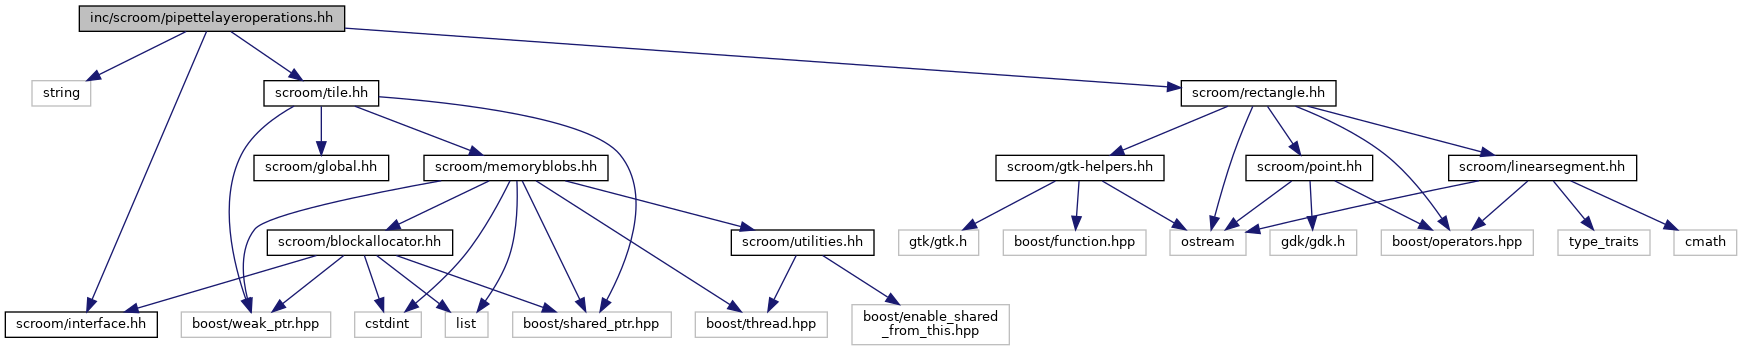 inc/scroom/pipettelayeroperations.hh
string
scroom/tile.hh
scroom/rectangle.hh
scroom/global.hh
scroom/memoryblobs.hh
scroom/gtk-helpers.hh
scroom/point.hh
scroom/linearsegment.hh
scroom/blockallocator.hh
scroom/utilities.hh
gtk/gtk.h
boost/function.hpp
ostream
gdk/gdk.h
boost/operators.hpp
type_traits
cmath
scroom/interface.hh
boost/weak_ptr.hpp
cstdint
list
boost/shared_ptr.hpp
boost/thread.hpp
boost/enable_shared
_from_this.hpp